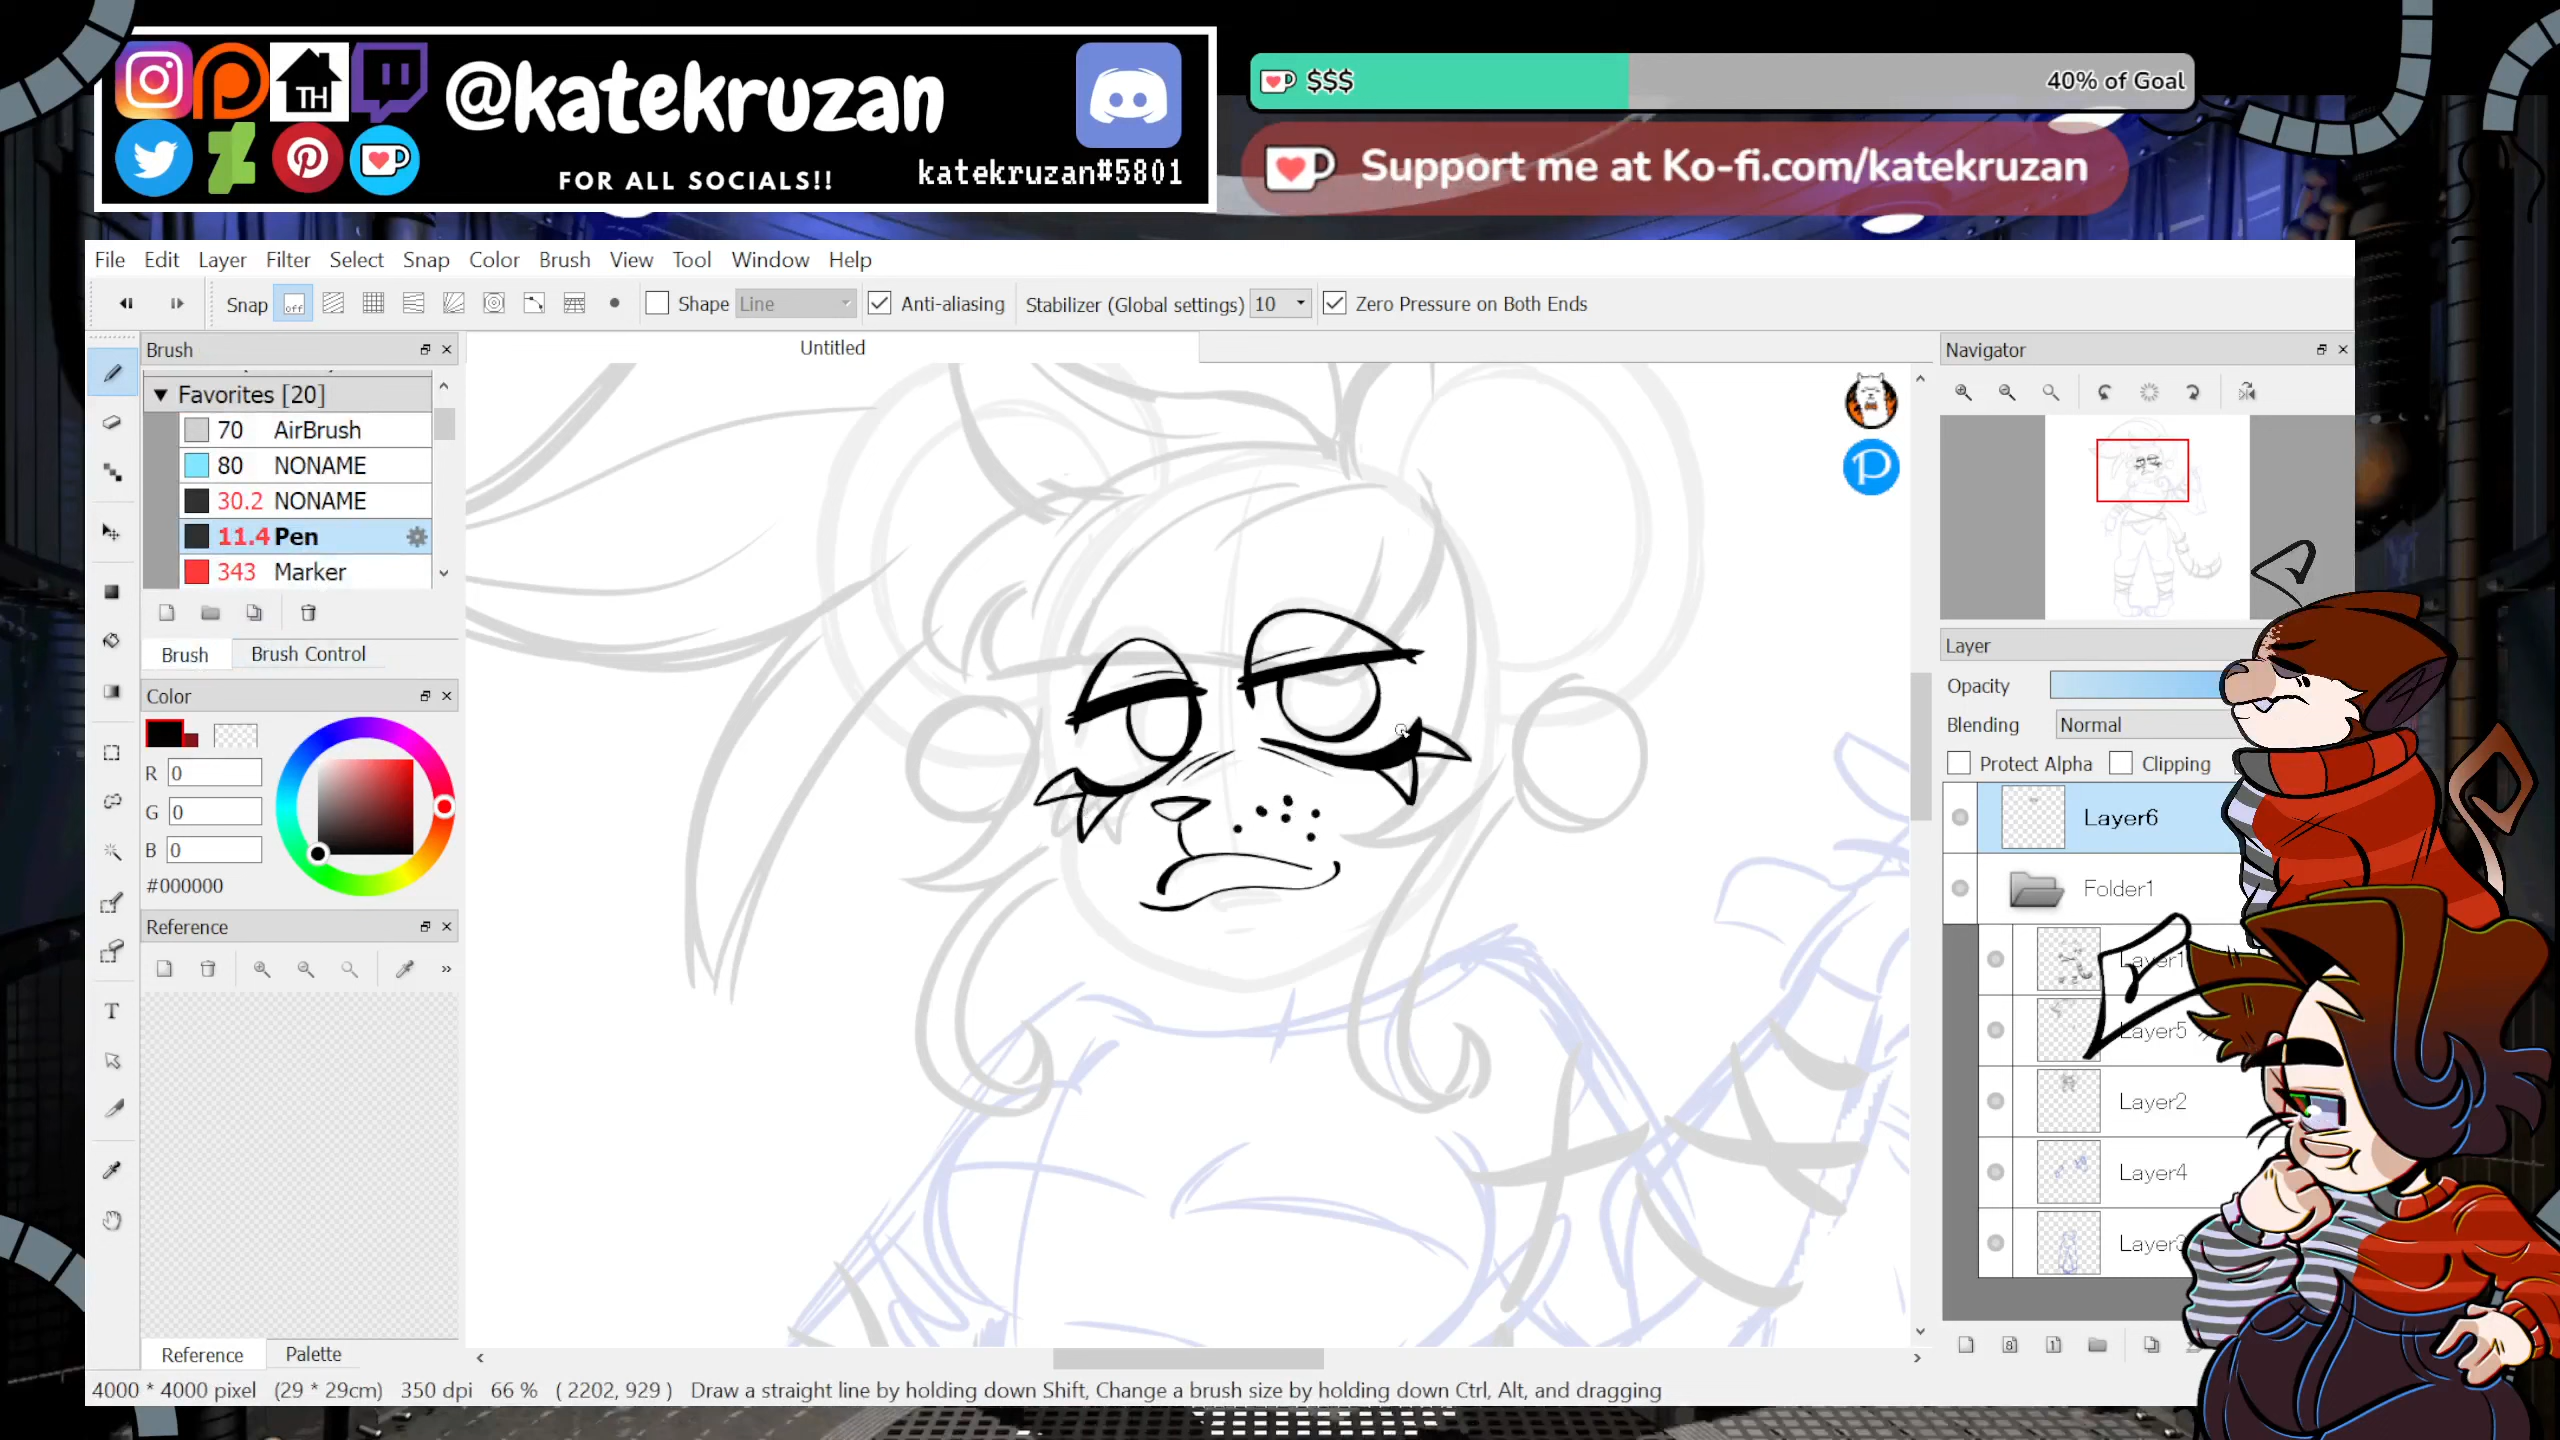 @katekruzan
FOR ALL SOCIALS!!
katekruzan#5801
TH
$$$
40% of Goal
Support me at Ko-fi.com/katekruzan
File Edit Layer Filter Select Snap Color Brush View Tool Window Help
Snap off Shape Line Anti-aliasing Stabilizer (Global settings) 10 Zero Pressure on Both Ends
Brush
Untitled
Navigator
Favorites [20]
70 AirBrush
80 NONAME
30.2 NONAME
11.4 Pen
343 Marker
Brush Brush Control
Color
R 0
G 0
B 0
#000000
Reference
Reference Palette
Layer
Opacity
Blending Normal
Protect Alpha Clipping
Layer6
Folder1
Layer1
Layer5
Layer2
Layer4
Layer3
4000 * 4000 pixel (29 * 29cm) 350 dpi 66 % ( 2202, 929 ) Draw a straight line by holding down Shift, Change a brush size by holding down Ctrl, Alt, and dragging